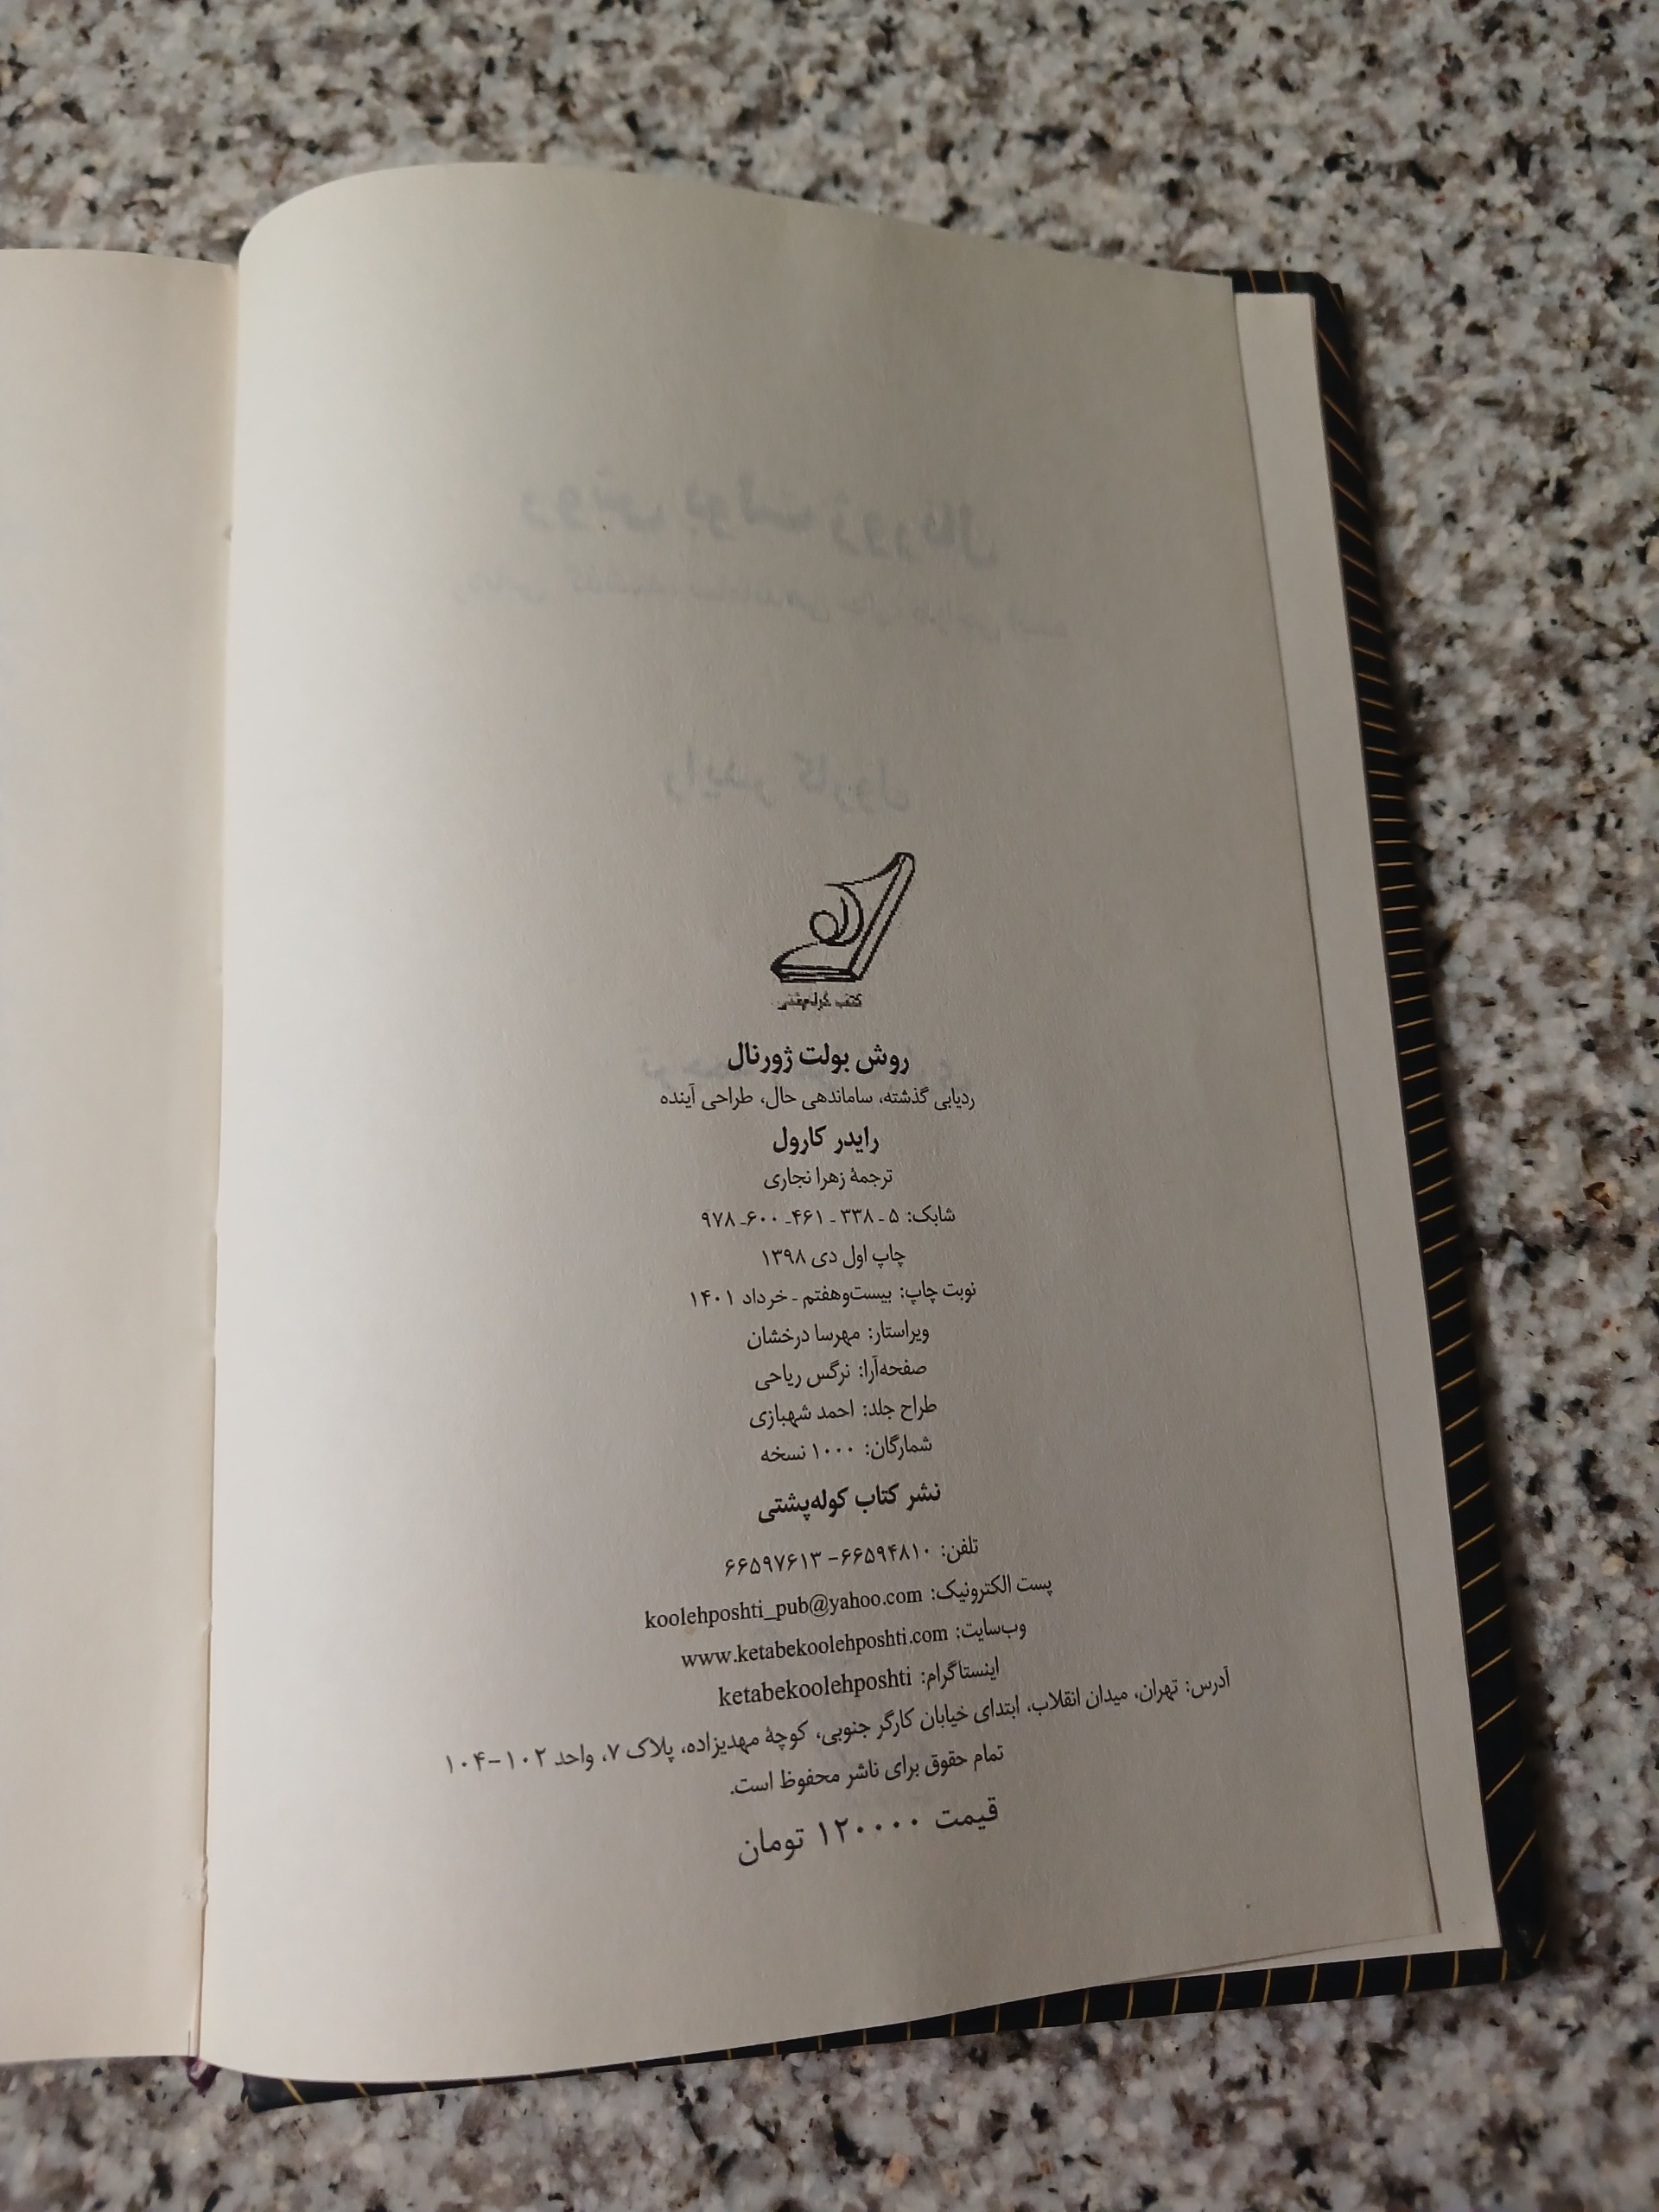 کتاب کوله‌پشتی
روش بولت ژورنال
ردیابی گذشته، ساماندهی حال، طراحی آینده
رایدر کارول
ترجمهٔ زهرا نجاری
شابک: ۵ - ۳۳۸ - ۴۶۱ -۶۰۰ -۹۷۸
چاپ اول دی ۱۳۹۸
نوبت چاپ: بیست‌وهفتم - خرداد ۱۴۰۱
ویراستار: مهرسا درخشان
صفحه‌آرا: نرگس ریاحی
طراح جلد: احمد شهبازی
شمارگان: ۱۰۰۰ نسخه
نشر کتاب کوله‌پشتی
تلفن: ۶۶۵۹۴۸۱۰ - ۶۶۵۹۷۶۱۳
پست الکترونیک: koolehposhti_pub@yahoo.com
وب‌سایت: www.ketabekoolehposhti.com
اینستاگرام: ketabekoolehposhti
آدرس: تهران، میدان انقلاب، ابتدای خیابان کارگر جنوبی، کوچهٔ مهدیزاده، پلاک ۷، واحد ۱۰۲-۱۰۴
تمام حقوق برای ناشر محفوظ است.
قیمت ۱۲۰۰۰۰ تومان